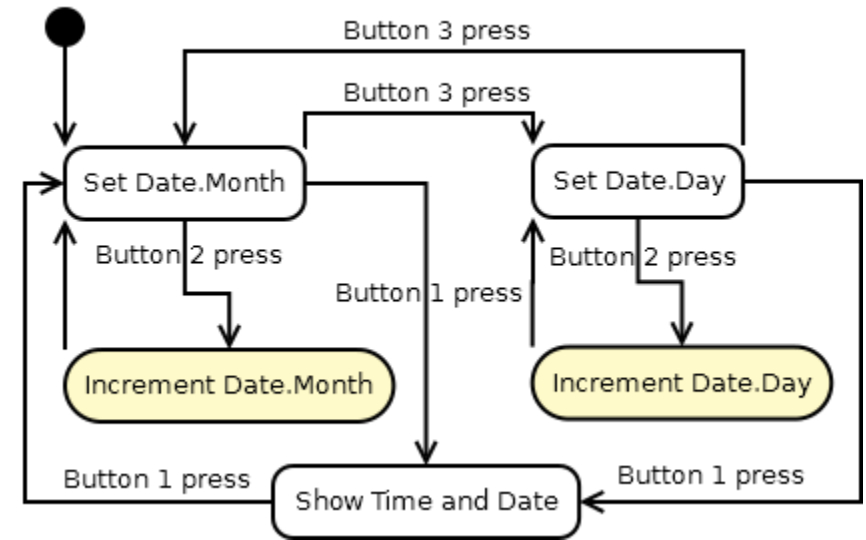 Button 3 press
Button 3 press
Set Date.Month
Set Date.Day
Button 2 press
Button 2 press
Button 1 press
Increment Date.Month
Increment Date.Day
Button 1 press
Button 1 press
Show Time and Date